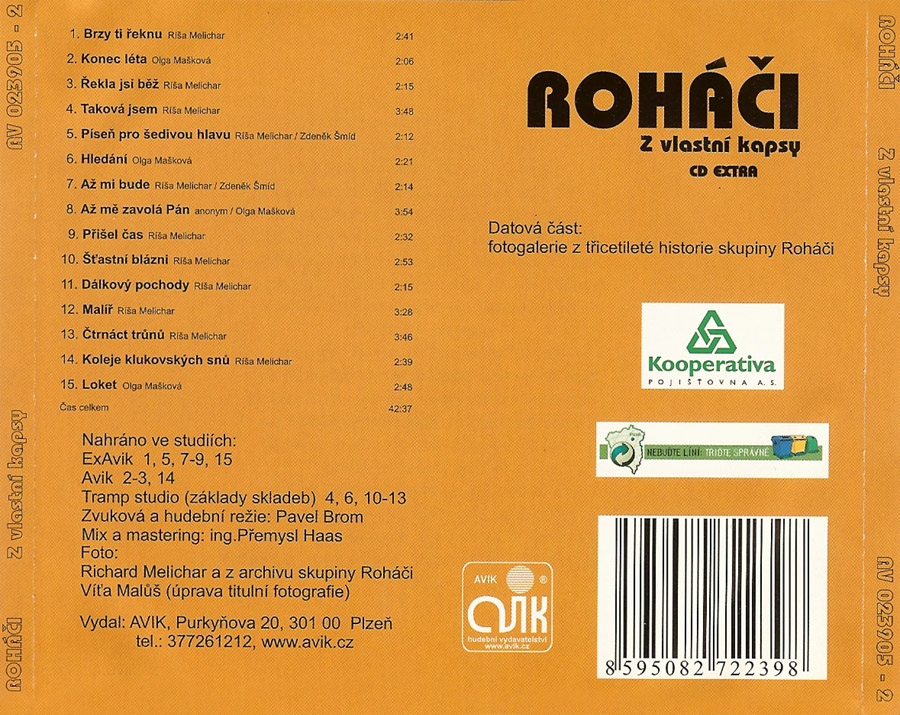 1. Brzy ti řeknu Ríša Melichar 2:41
2. Konec léta Olga Mašková 2:06
3. Řekla jsi běž Ríša Melichar 2:15
4. Taková jsem Ríša Melichar 3:48
5. Píseň pro šedivou hlavu Ríša Melichar / Zdeněk Šmíd 2:12
6. Hledání Olga Mašková 2:21
7. Až mi bude Ríša Melichar / Zdeněk Šmíd 2:14
8. Až mě zavolá Pán anonym / Olga Mašková 3:54
9. Přišel čas Ríša Melichar 2:32
10. Šťastní blázni Ríša Melichar 2:53
11. Dálkový pochody Ríša Melichar 2:15
12. Malíř Ríša Melichar 3:28
13. Čtrnáct trůnů Ríša Melichar 3:46
14. Koleje klukovských snů Ríša Melichar 2:39
15. Loket Olga Mašková 2:48
Čas celkem 42:37
Nahráno ve studiích:
ExAvik 1, 5, 7-9, 15
Avik 2-3, 14
Tramp studio (základy skladeb) 4, 6, 10-13
Zvuková a hudební režie: Pavel Brom
Mix a mastering: ing.Přemysl Haas
Foto:
Richard Melichar a z archivu skupiny Roháči
Víťa Malůš (úprava titulní fotografie)
Vydal: AVIK, Purkyňova 20, 301 00 Plzeň
tel.: 377261212, www.avik.cz
ROHÁČI
Z vlastní kapsy
CD EXTRA
Datová část:
fotogalerie z třicetileté historie skupiny Roháči
Kooperativa
POJIŠŤOVNA A.S.
NEBUĎTE LÍNÍ: TŘIĎTE SPRÁVNĚ
AVIK ®
AVIK
hudební vydavatelství
www.avik.cz
8 595082 722398
ROHÁČI Z vlastní kapsy AV 023905 - 2
ROHÁČI Z vlastní kapsy AV 023905 - 2